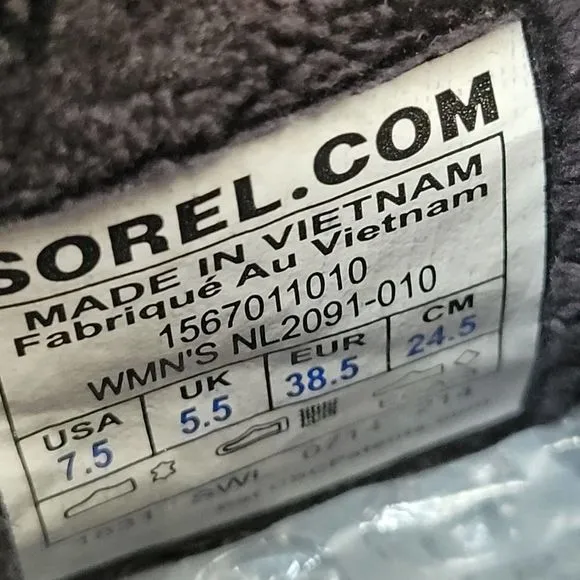 SOREL.COM
MADE IN VIETNAM
Fabriqué Au Vietnam
1567011010
WMN'S NL2091-010
USA UK EUR CM
7.5 5.5 38.5 24.5